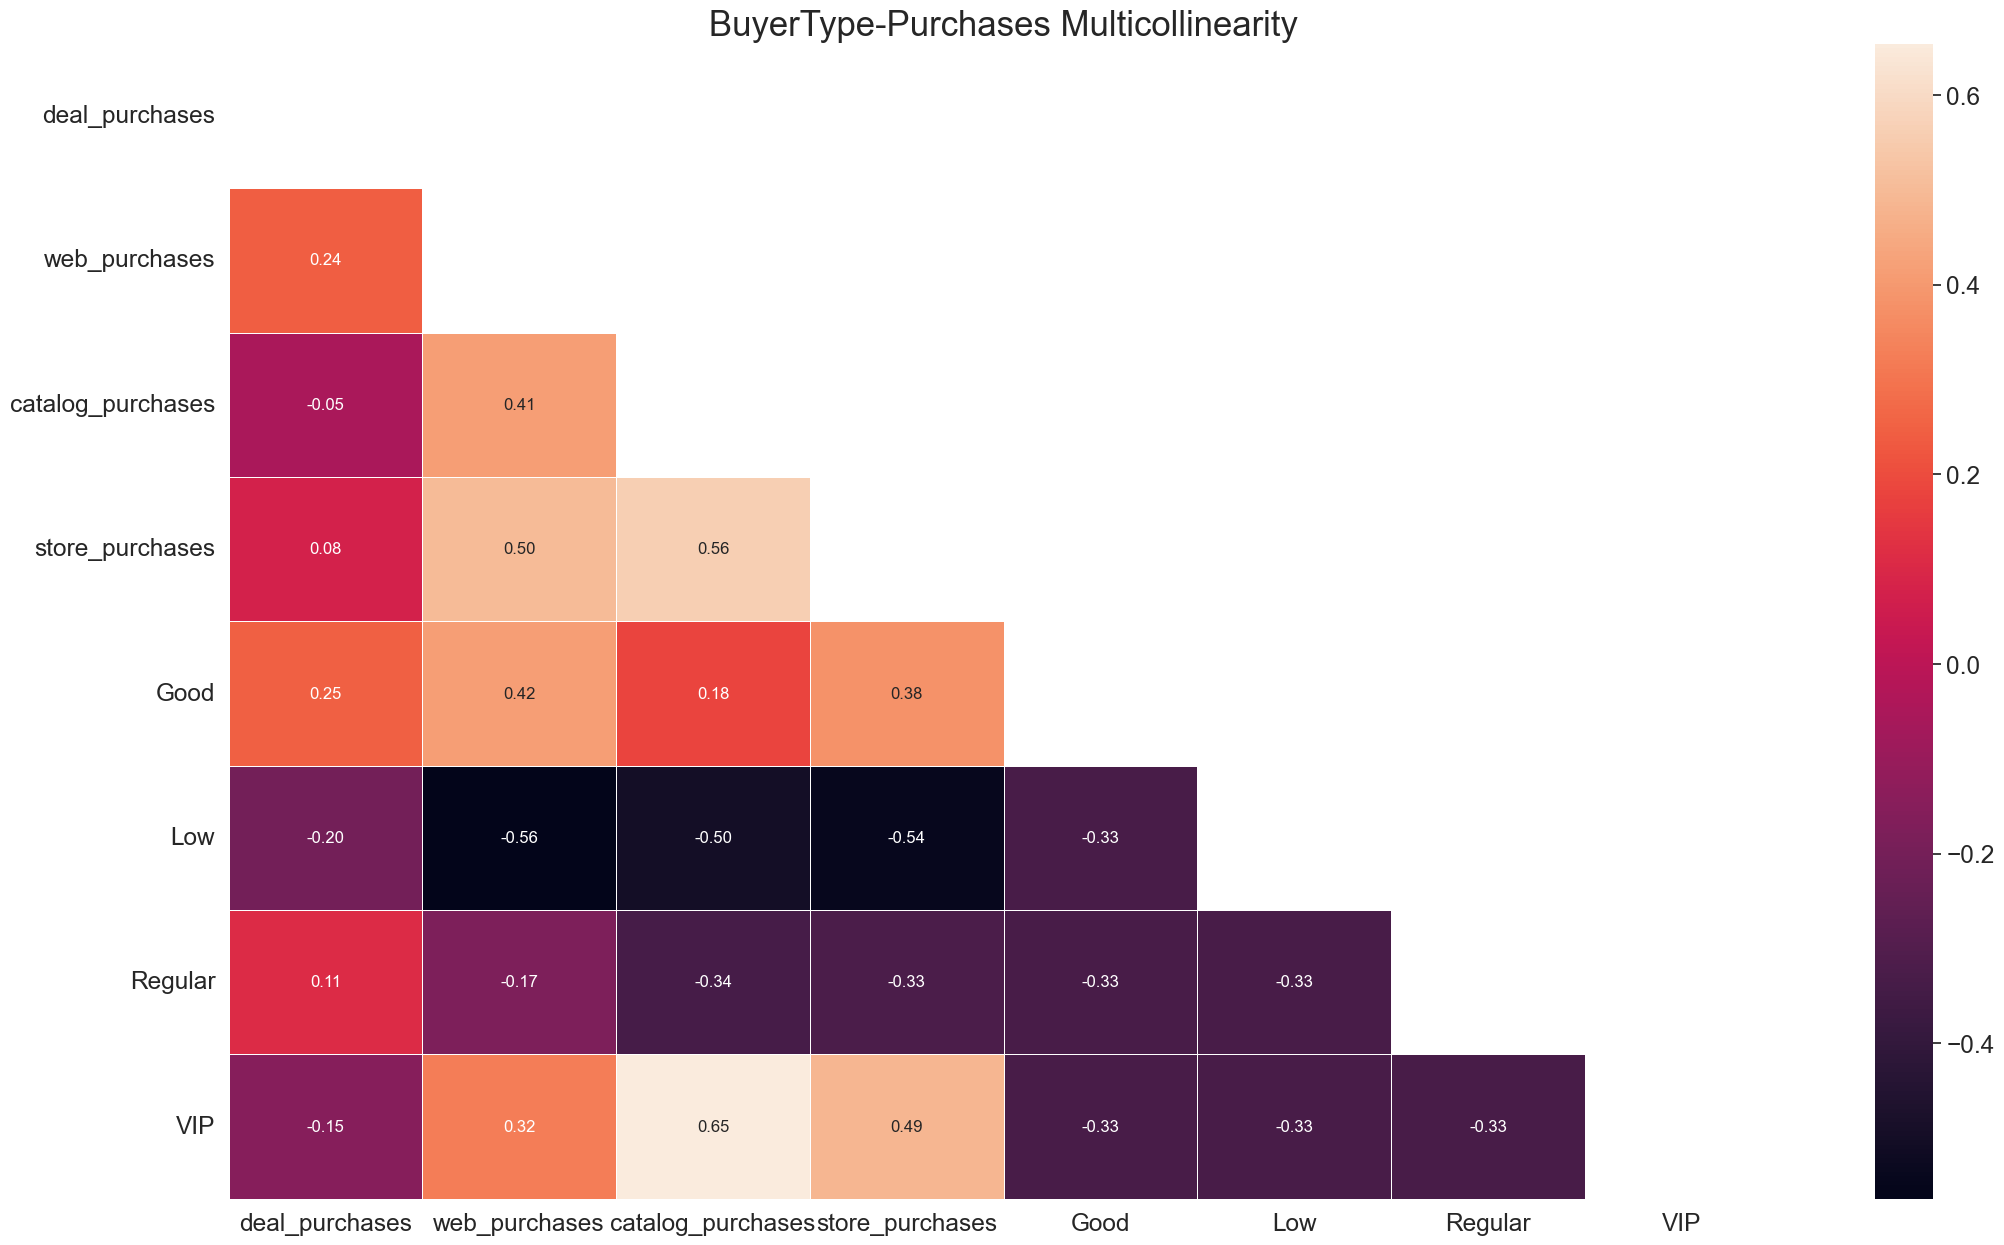 BuyerType-Purchases Multicollinearity
deal_purchases
web_purchases 0.24
catalog_purchases -0.05 0.41
store_purchases 0.08 0.50 0.56
Good 0.25 0.42 0.18 0.38
Low -0.20 -0.56 -0.50 -0.54 -0.33
Regular 0.11 -0.17 -0.34 -0.33 -0.33 -0.33
VIP -0.15 0.32 0.65 0.49 -0.33 -0.33 -0.33
deal_purchases web_purchases catalog_purchases store_purchases Good Low Regular VIP
0.6
0.4
0.2
0.0
−0.2
−0.4